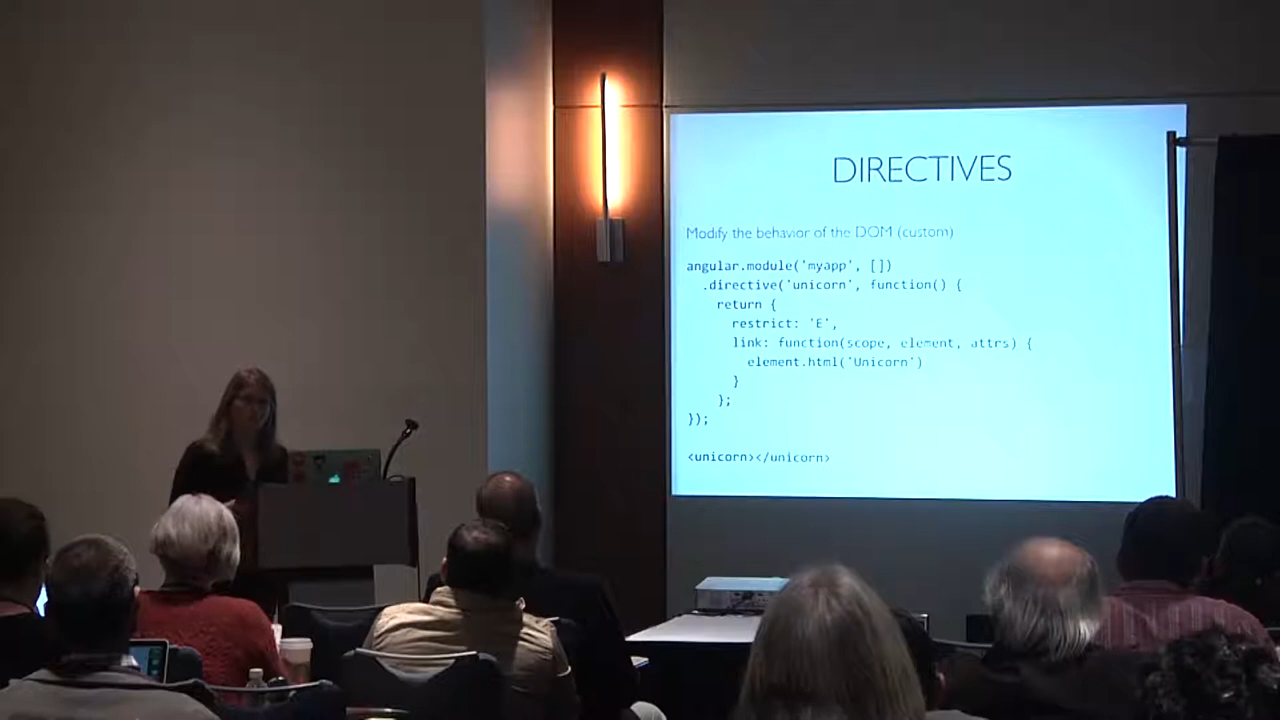 DIRECTIVES
Modify the behavior of the DOM (custom)
angular.module('myapp', [])
.directive('unicorn', function() {
return {
restrict: 'E',
link: function(scope, element, attrs) {
element.html('Unicorn')
}
};
});
<unicorn></unicorn>